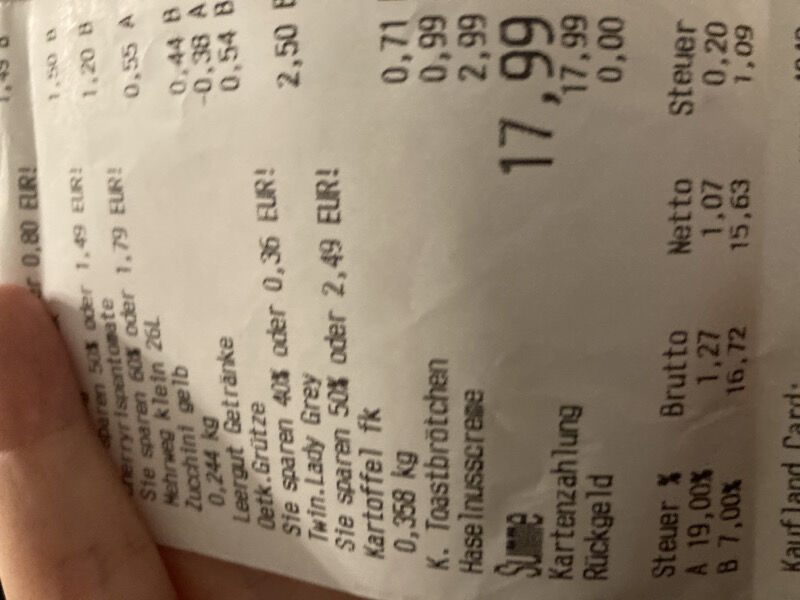 1,49 B
0,80 EUR!
1,50 B
sparen 50% oder 1,49 EUR!
herryrispentomate 1,20 B
Sie sparen 60% oder 1,79 EUR!
Mehrweg klein 26L 0,55 A
Zucchini gelb
0,244 kg 0,44 B
Leergut Getränke -0,38 A
Oetk.Grütze 0,54 B
Sie sparen 40% oder 0,36 EUR!
Twin.Lady Grey 2,50 B
Sie sparen 50% oder 2,49 EUR!
Kartoffel fk
0,358 kg 0,71
K. Toastbrötchen 0,99
Haselnusscreme 2,99
Summe 17,99
Kartenzahlung 17,99
Rückgeld 0,00
Steuer % Brutto Netto Steuer
A 19,00% 1,27 1,07 0,20
B 7,00% 16,72 15,63 1,09
Kaufland Card: